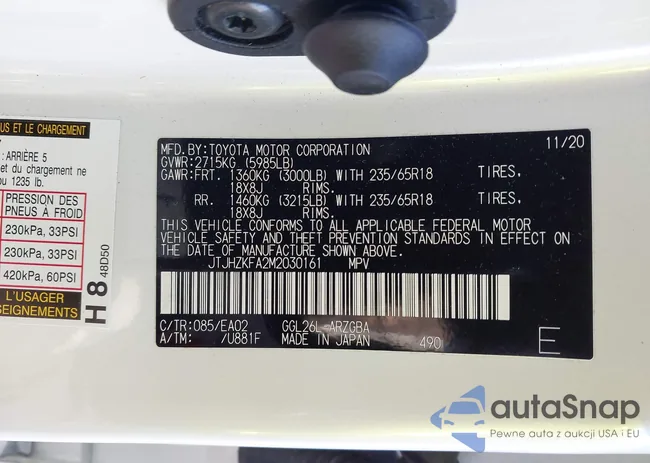 US ET LE CHARGEMENT
: ARRIÈRE 5
et du chargement ne
ou 1235 lb.
PRESSION DES
PNEUS À FROID
230kPa, 33PSI
230kPa, 33PSI
420kPa, 60PSI
L'USAGER
SEIGNEMENTS
H 8 48D50
MFD.BY:TOYOTA MOTOR CORPORATION 11/20
GVWR:2715KG (5985LB)
GAWR:FRT. 1360KG (3000LB) WITH 235/65R18 TIRES.
18X8J RIMS.
RR. 1460KG (3215LB) WITH 235/65R18 TIRES.
18X8J RIMS.
THIS VEHICLE CONFORMS TO ALL APPLICABLE FEDERAL MOTOR
VEHICLE SAFETY AND THEFT PREVENTION STANDARDS IN EFFECT ON
THE DATE OF MANUFACTURE SHOWN ABOVE.
JTJHZKFA2M2030161 MPV
C/TR:085/EA02 GGL26L-ARZGBA
A/TM: /U881F MADE IN JAPAN 490 E
autaSnap
Pewne auta z aukcji USA i EU